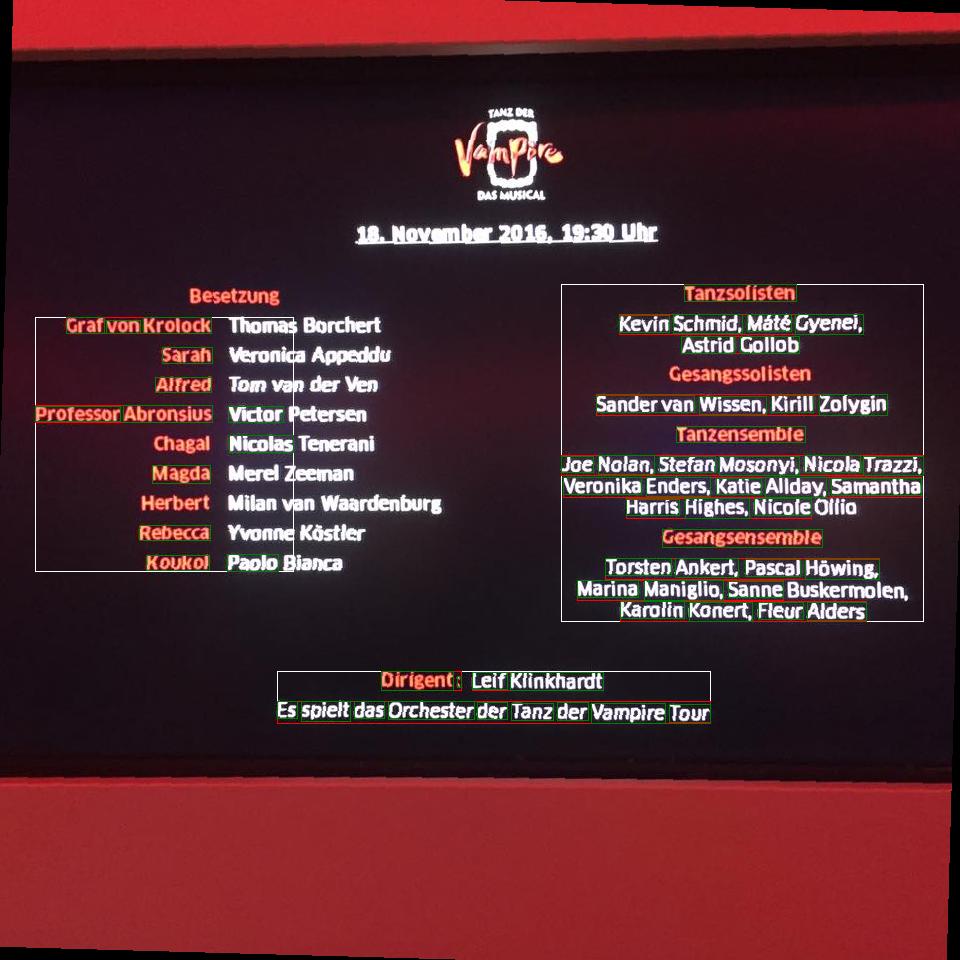 TANZ DER
Vampire
DAS MUSICAL
18. November 2016, 19:30 Uhr
Besetzung
Graf von Krolock Thomas Borchert
Sarah Veronica Appeddu
Alfred Tom van der Ven
Professor Abronsius Victor Petersen
Chagal Nicolas Tenerani
Magda Merel Zeeman
Herbert Milan van Waardenburg
Rebecca Yvonne Köstler
Koukol Paolo Bianca
Tanzsolisten
Kevin Schmid, Máté Gyenei,
Astrid Gollob
Gesangssolisten
Sander van Wissen, Kirill Zolygin
Tanzensemble
Joe Nolan, Stefan Mosonyi, Nicola Trazzi,
Veronika Enders, Katie Allday, Samantha
Harris Highes, Nicole Ollio
Gesangsensemble
Torsten Ankert, Pascal Höwing,
Marina Maniglio, Sanne Buskermolen,
Karolin Konert, Fleur Alders
Dirigent: Leif Klinkhardt
Es spielt das Orchester der Tanz der Vampire Tour